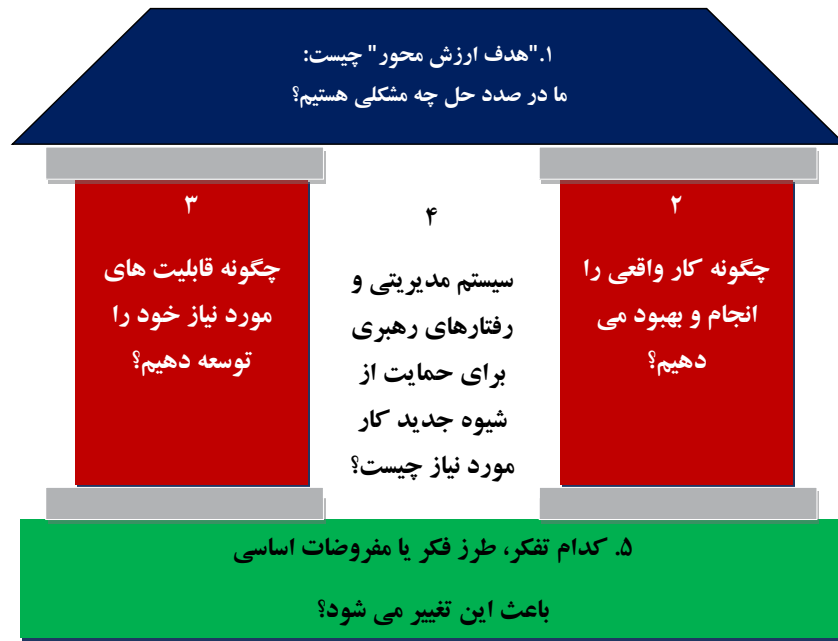 ۱."هدف ارزش محور" چیست:
ما در صدد حل چه مشکلی هستیم؟
۲
چگونه کار واقعی را
انجام و بهبود می
دهیم؟
۳
چگونه قابلیت های
مورد نیاز خود را
توسعه دهیم؟
۴
سیستم مدیریتی و
رفتارهای رهبری
برای حمایت از
شیوه جدید کار
مورد نیاز چیست؟
۵. کدام تفکر، طرز فکر یا مفروضات اساسی
باعث این تغییر می شود؟